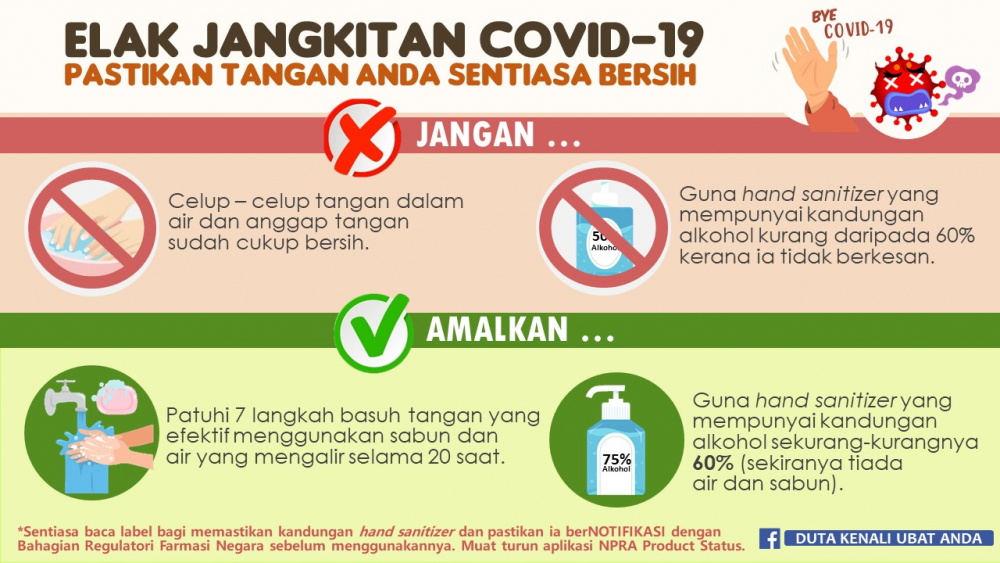 ELAK JANGKITAN COVID-19
PASTIKAN TANGAN ANDA SENTIASA BERSIH
BYE
COVID-19
JANGAN ...
Celup – celup tangan dalam
air dan anggap tangan
sudah cukup bersih.
Alkohol
Guna hand sanitizer yang
mempunyai kandungan
alkohol kurang daripada 60%
kerana ia tidak berkesan.
AMALKAN ...
Patuhi 7 langkah basuh tangan yang
efektif menggunakan sabun dan
air yang mengalir selama 20 saat.
75%
Alkohol
Guna hand sanitizer yang
mempunyai kandungan
alkohol sekurang-kurangnya
60% (sekiranya tiada
air dan sabun).
*Sentiasa baca label bagi memastikan kandungan hand sanitizer dan pastikan ia berNOTIFIKASI dengan
Bahagian Regulatori Farmasi Negara sebelum menggunakannya. Muat turun aplikasi NPRA Product Status.
f DUTA KENALI UBAT ANDA